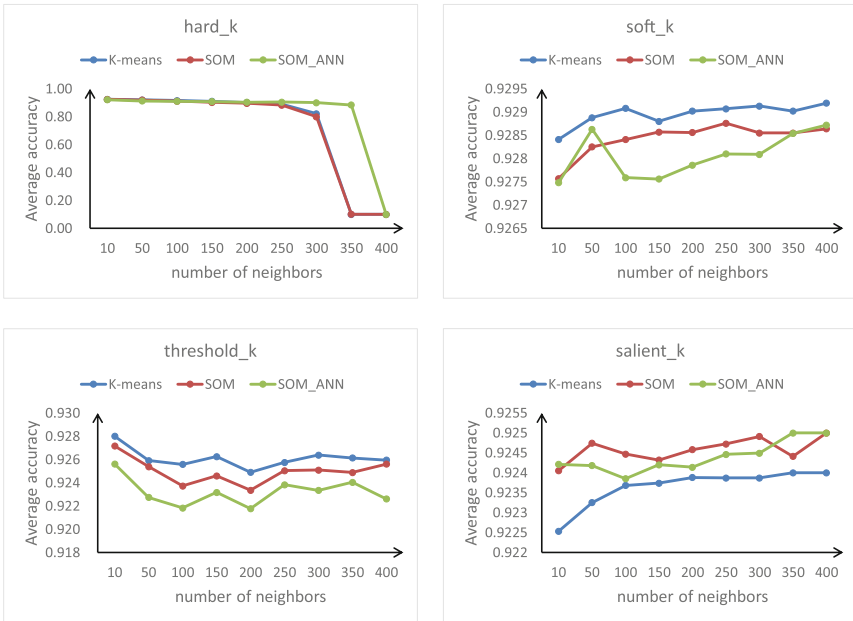 hard_k
K-means SOM SOM_ANN
Average accuracy
1.00
0.80
0.60
0.40
0.20
0.00
10 50 100 150 200 250 300 350 400
number of neighbors
soft_k
K-means SOM SOM_ANN
Average accuracy
0.9295
0.929
0.9285
0.928
0.9275
0.927
0.9265
10 50 100 150 200 250 300 350 400
number of neighbors
threshold_k
K-means SOM SOM_ANN
Average accuracy
0.930
0.928
0.926
0.924
0.922
0.920
0.918
10 50 100 150 200 250 300 350 400
number of neighbors
salient_k
K-means SOM SOM_ANN
Average accuracy
0.9255
0.925
0.9245
0.924
0.9235
0.923
0.9225
0.922
10 50 100 150 200 250 300 350 400
number of neighbors